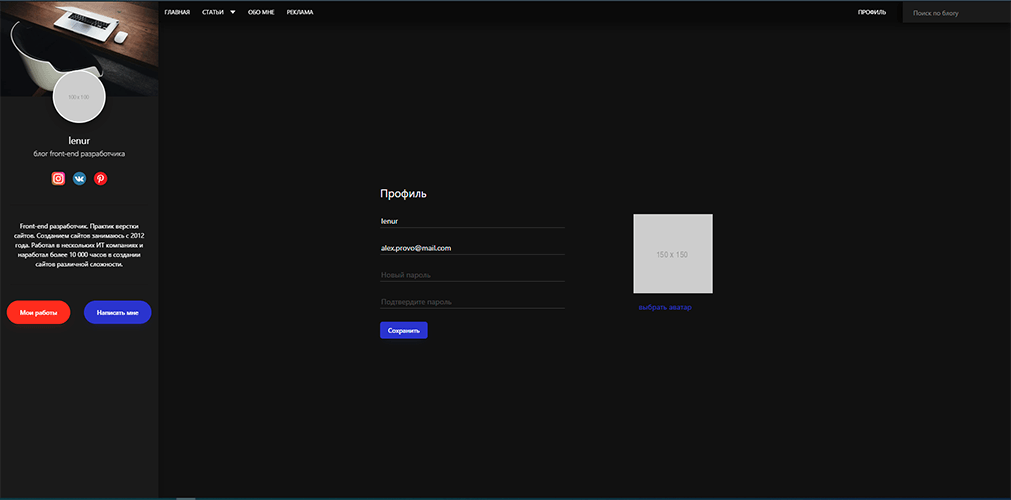 ГЛАВНАЯ СТАТЬИ ОБО МНЕ РЕКЛАМА ПРОФИЛЬ Поиск по блогу
100 x 100
lenur
блог front-end разработчика
Front-end разработчик. Практик верстки
сайтов. Созданием сайтов занимаюсь с 2012
года. Работал в нескольких ИТ компаниях и
наработал более 10 000 часов в создании
сайтов различной сложности.
Мои работы Написать мне
Профиль
lenur
alex.provo@mail.com
Новый пароль
Подтвердите пароль
Сохранить
150 x 150
выбрать аватар